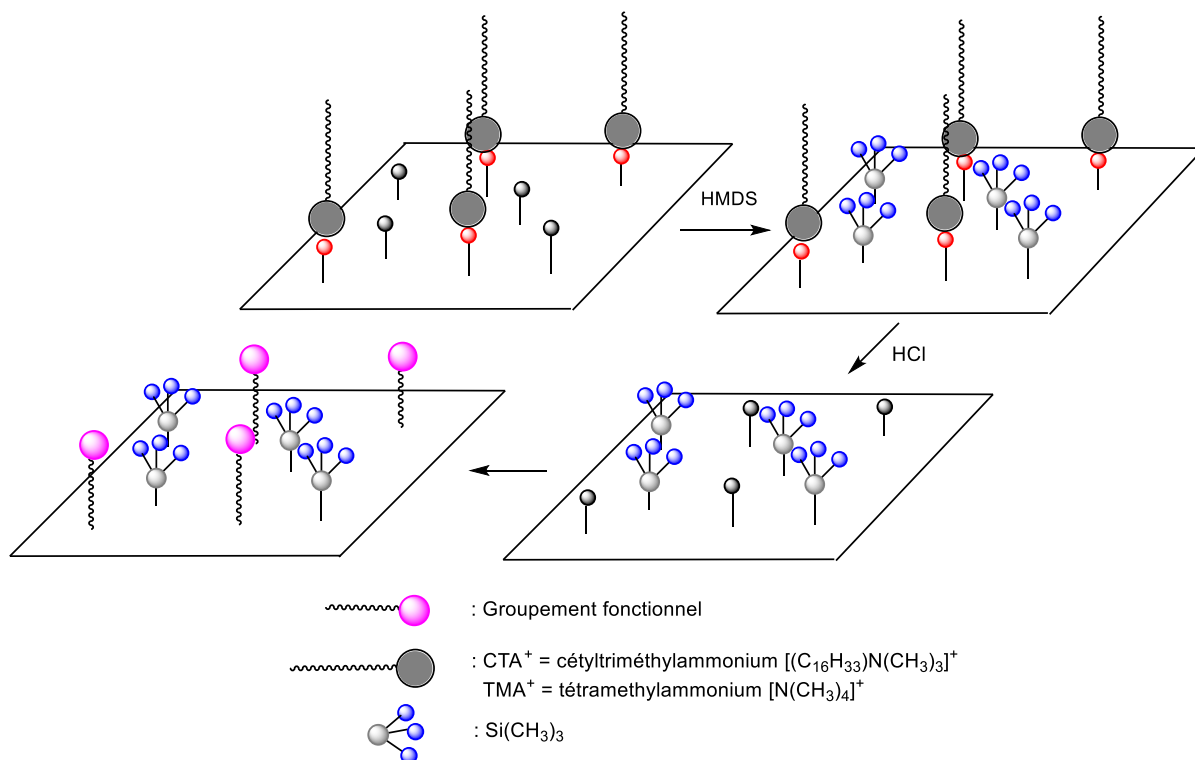 HMDS
HCl
: Groupement fonctionnel
: CTA⁺ = cétyltriméthylammonium [(C₁₆H₃₃)N(CH₃)₃]⁺
TMA⁺ = tétramethylammonium [N(CH₃)₄]⁺
: Si(CH₃)₃